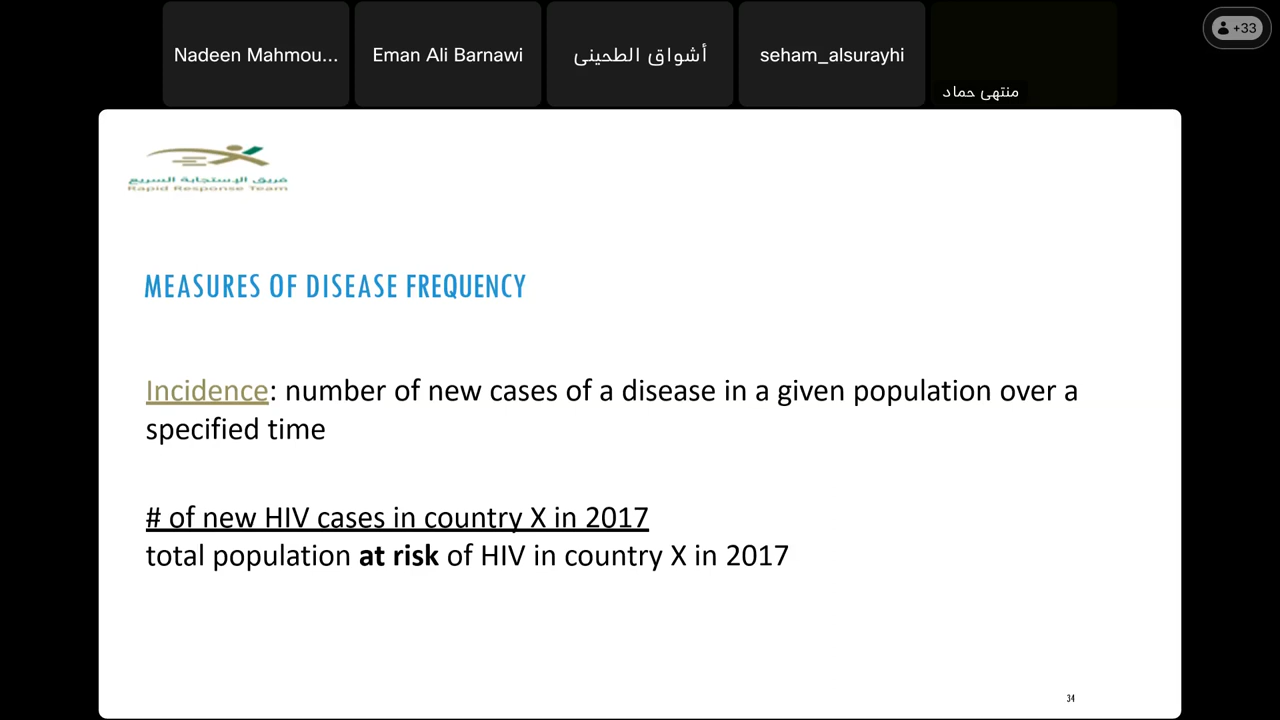 Nadeen Mahmou...
Eman Ali Barnawi
أشواق الطحيني
seham_alsurayhi
منتهى حماد
+33
فريق الإستجابة السريع
Rapid Response Team
MEASURES OF DISEASE FREQUENCY
Incidence: number of new cases of a disease in a given population over a
specified time
# of new HIV cases in country X in 2017
total population at risk of HIV in country X in 2017
34